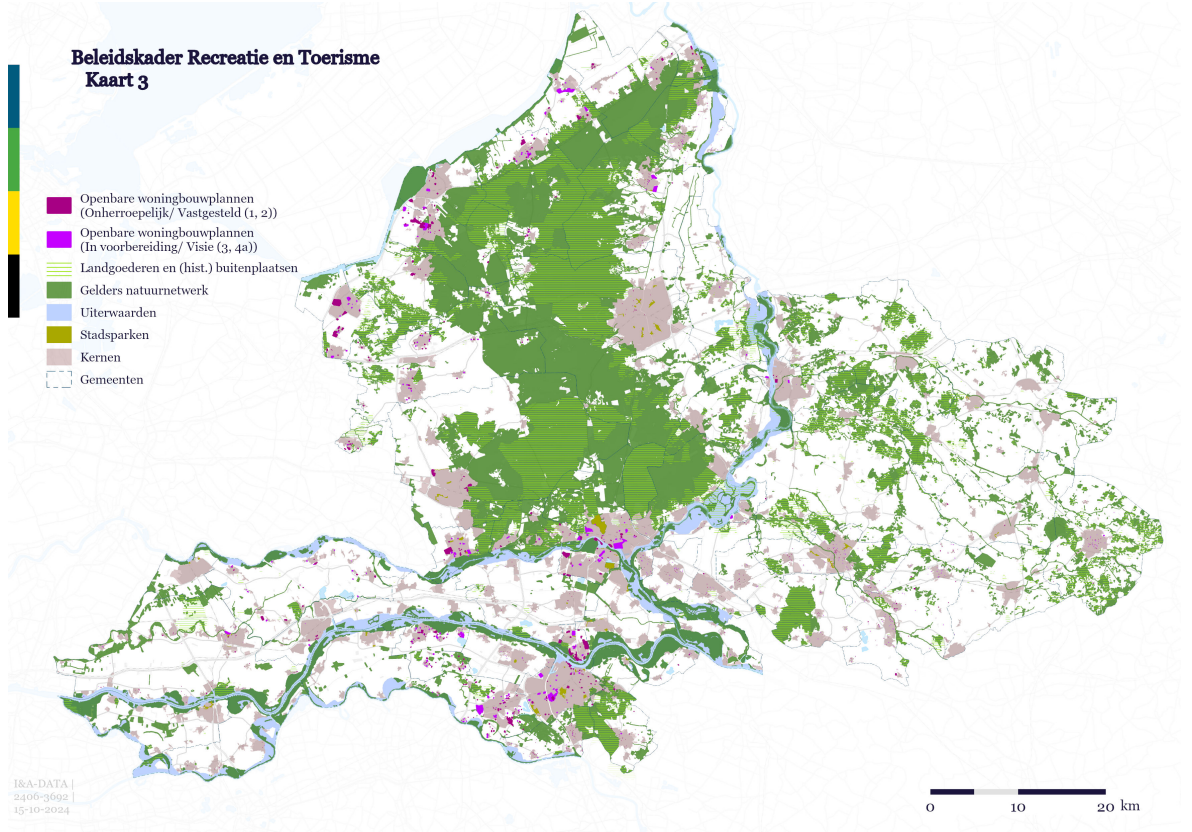 Beleidskader Recreatie en Toerisme
Kaart 3
Openbare woningbouwplannen
(Onherroepelijk/ Vastgesteld (1, 2))
Openbare woningbouwplannen
(In voorbereiding/ Visie (3, 4a))
Landgoederen en (hist.) buitenplaatsen
Gelders natuurnetwerk
Uiterwaarden
Stadsparken
Kernen
Gemeenten
I&A-DATA |
2406-3692 |
15-10-2024
0 10 20 km